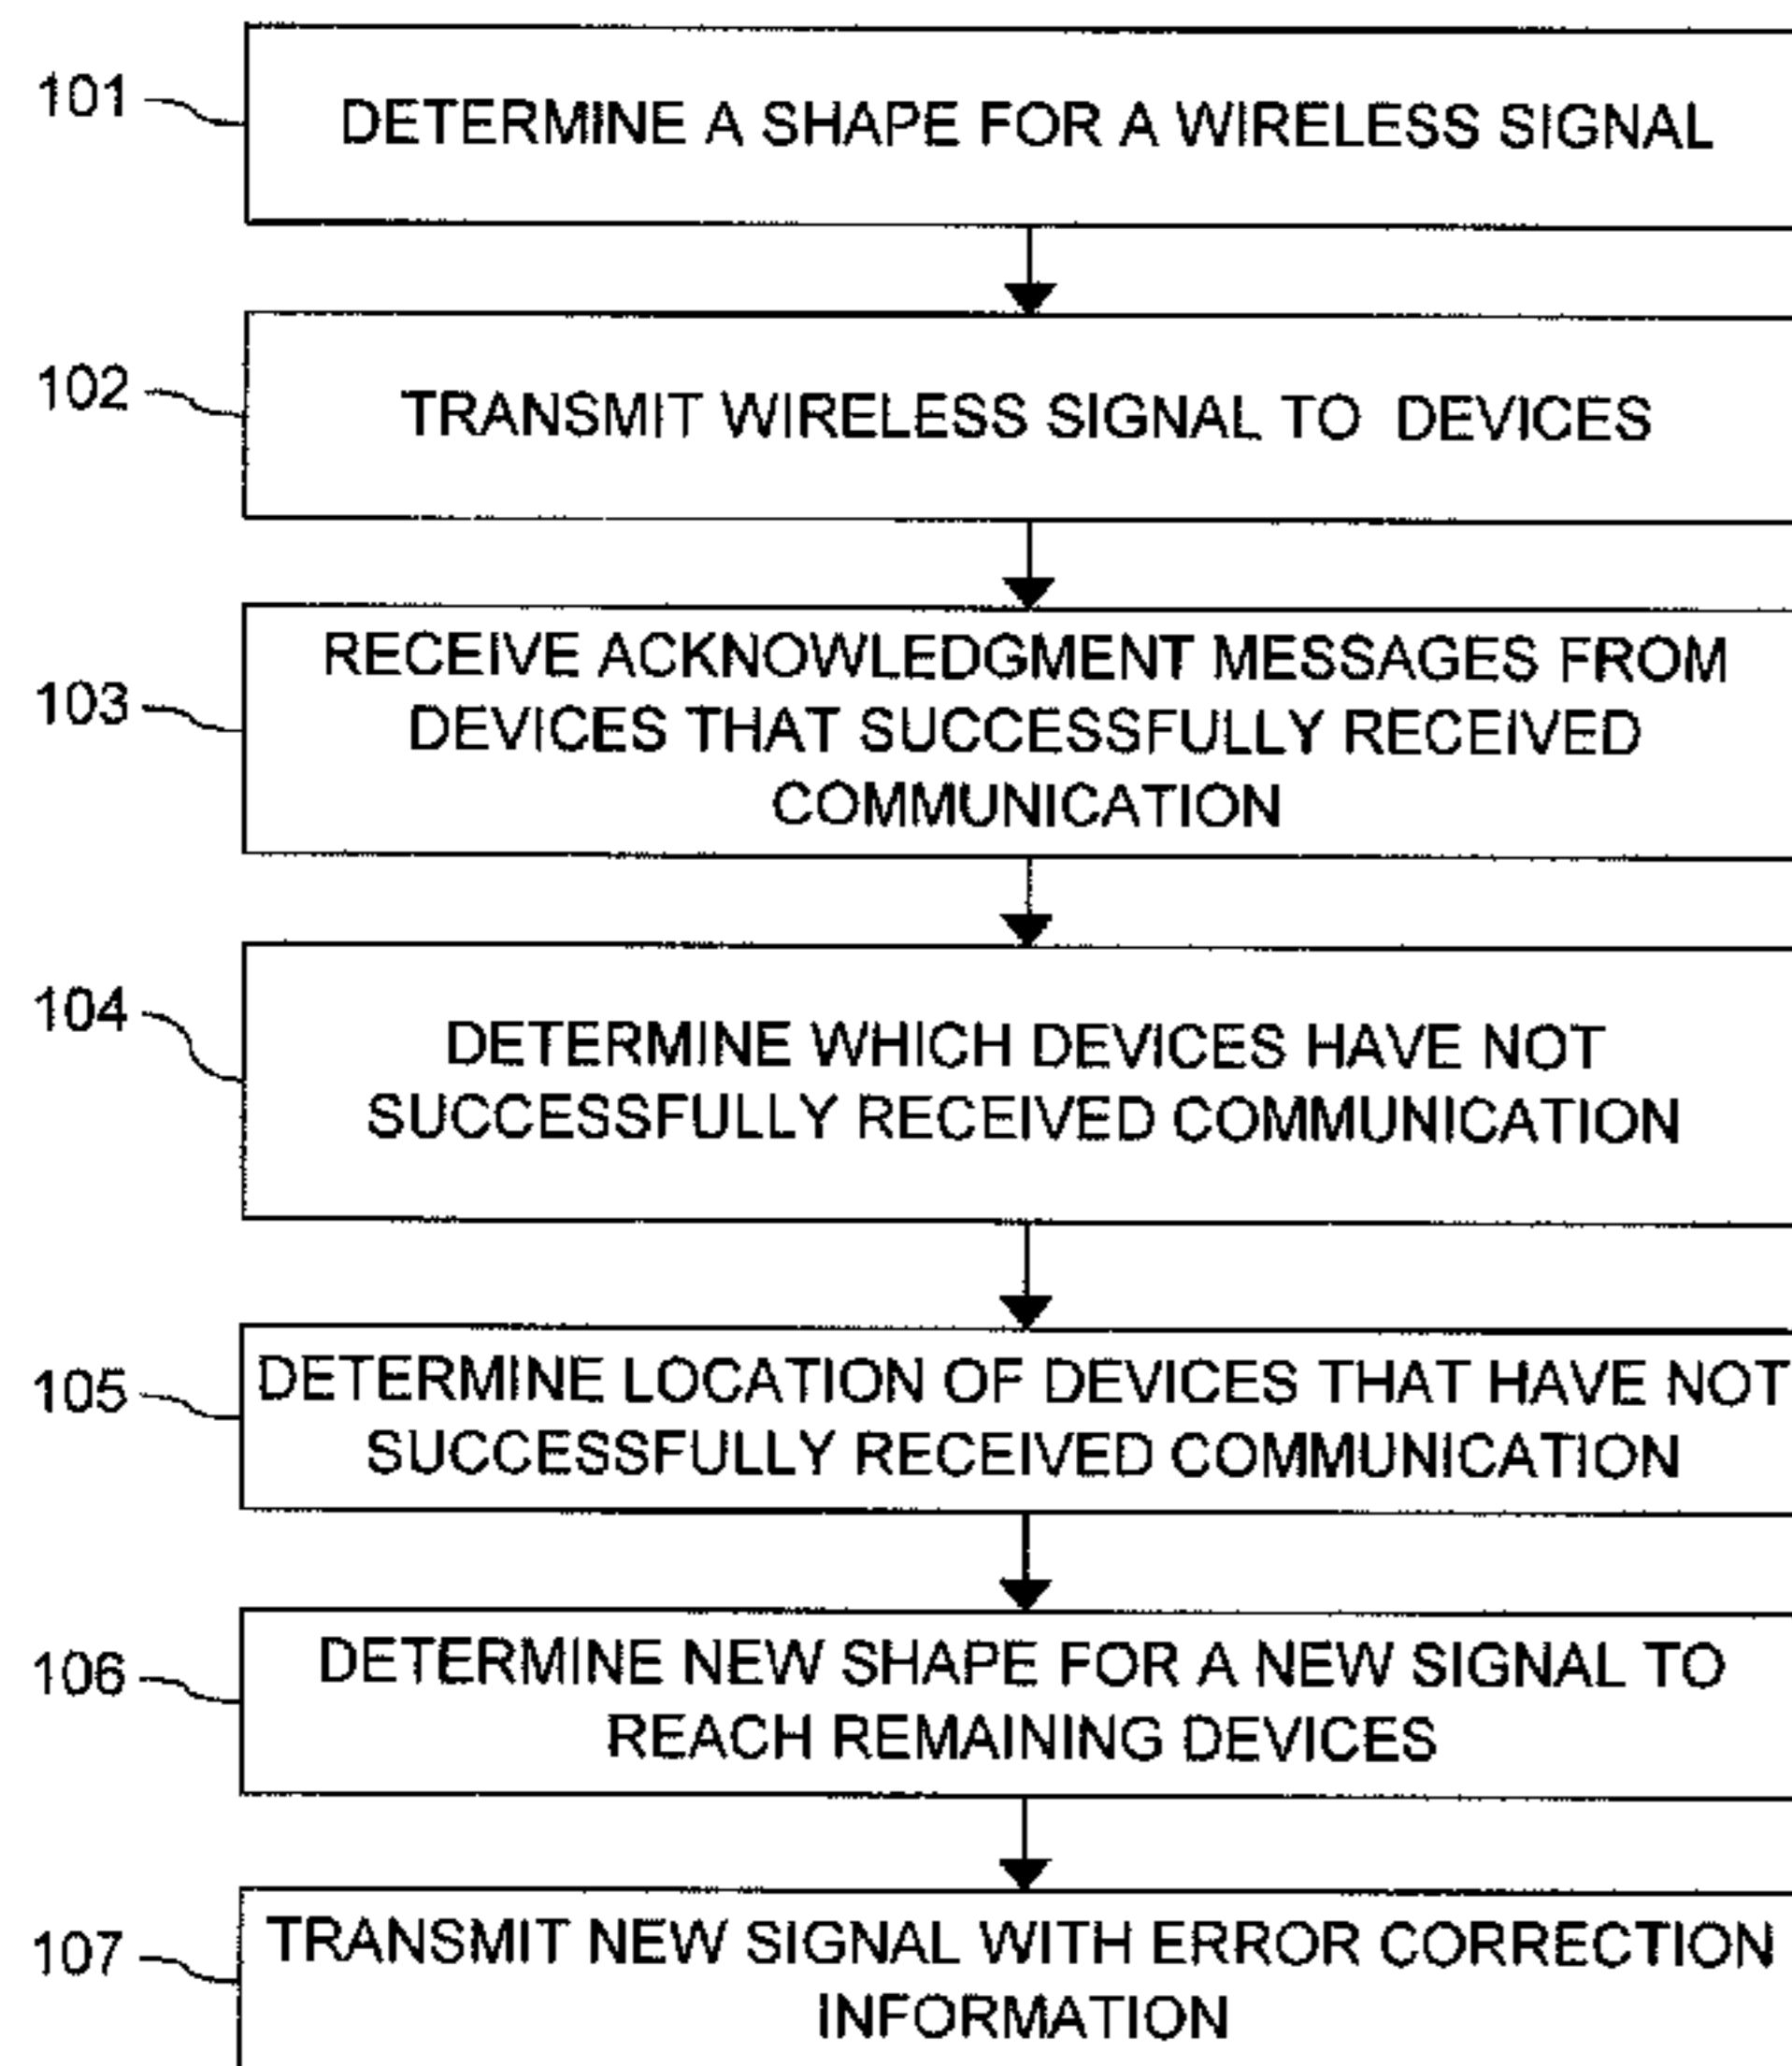 101
DETERMINE A SHAPE FOR A WIRELESS SIGNAL
102
TRANSMIT WIRELESS SIGNAL TO DEVICES
103
RECEIVE ACKNOWLEDGMENT MESSAGES FROM
DEVICES THAT SUCCESSFULLY RECEIVED
COMMUNICATION
104
DETERMINE WHICH DEVICES HAVE NOT
SUCCESSFULLY RECEIVED COMMUNICATION
105
DETERMINE LOCATION OF DEVICES THAT HAVE NOT
SUCCESSFULLY RECEIVED COMMUNICATION
106
DETERMINE NEW SHAPE FOR A NEW SIGNAL TO
REACH REMAINING DEVICES
107
TRANSMIT NEW SIGNAL WITH ERROR CORRECTION
INFORMATION